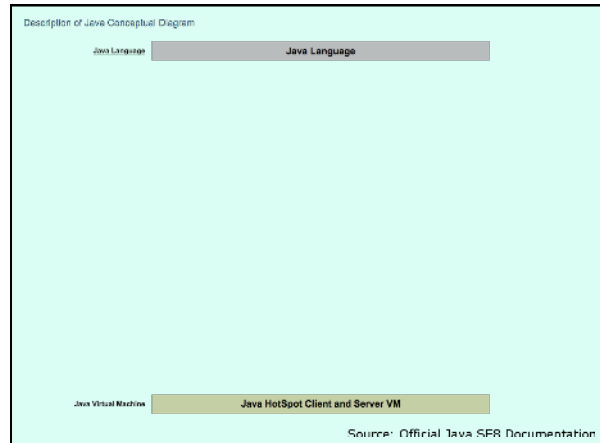 Description of Java Conceptual Diagram
Java Language
Java Language
Java Virtual Machine
Java HotSpot Client and Server VM
Source: Official Java SE8 Documentation